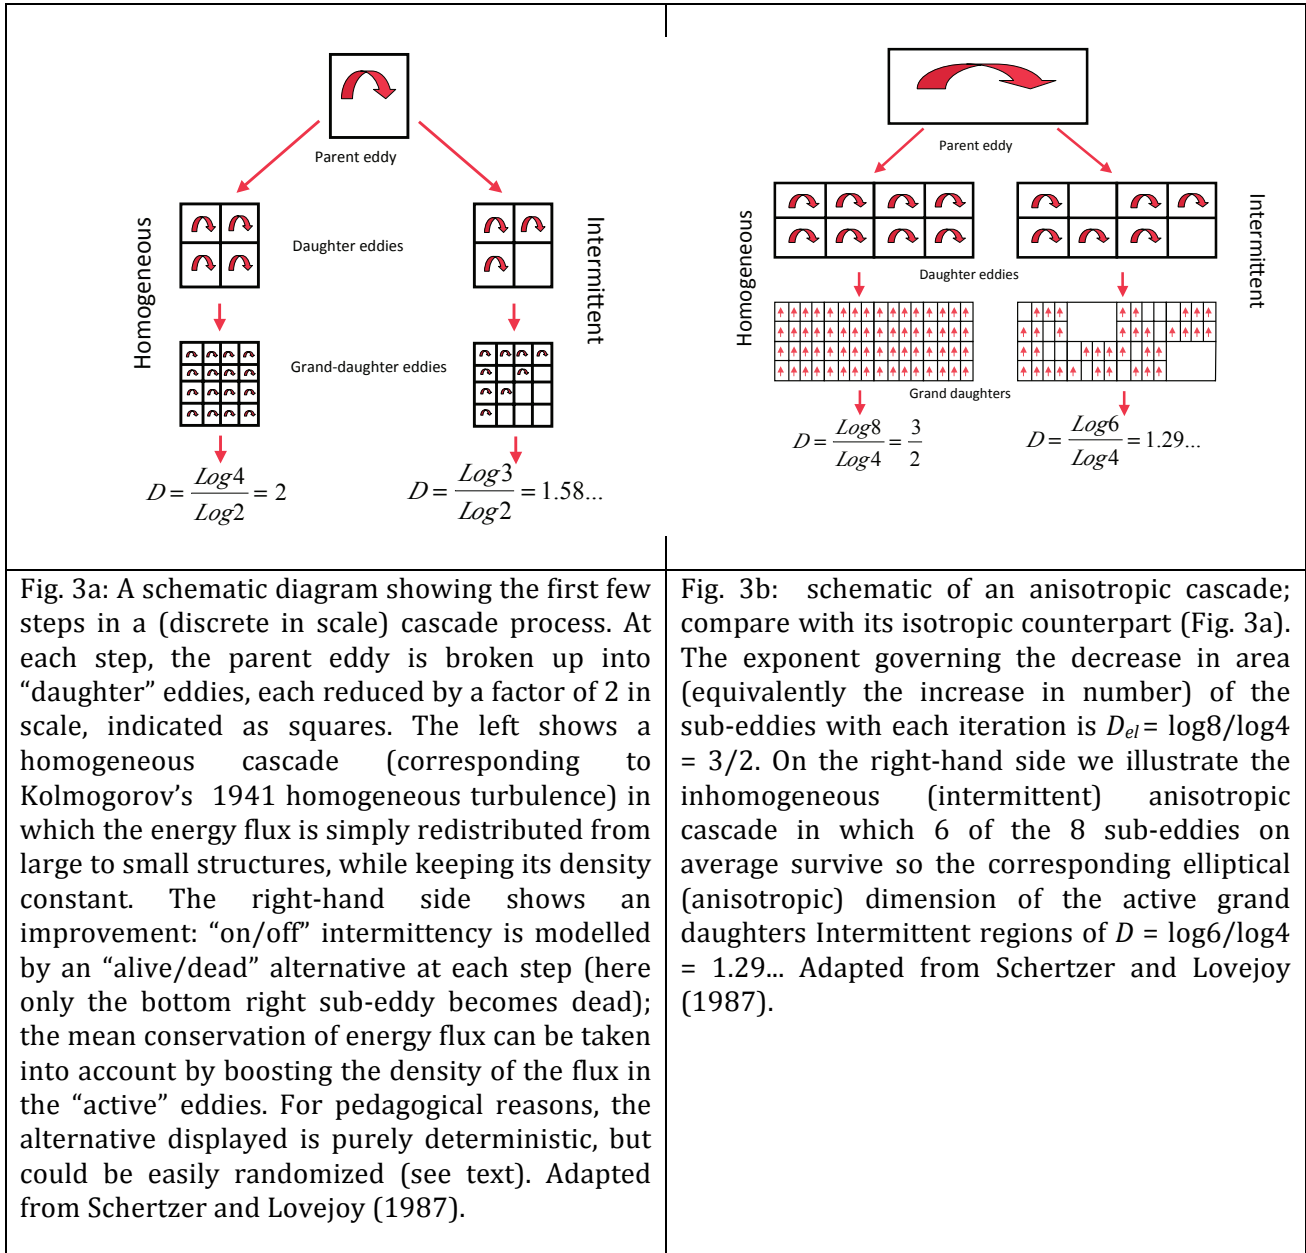 Parent eddy
Homogeneous
Intermittent
Daughter eddies
Grand-daughter eddies
D = Log4/Log2 = 2
D = Log3/Log2 = 1.58...
Parent eddy
Homogeneous
Intermittent
Daughter eddies
Grand daughters
D = Log8/Log4 = 3/2
D = Log6/Log4 = 1.29...
Fig. 3a: A schematic diagram showing the first few
steps in a (discrete in scale) cascade process. At
each step, the parent eddy is broken up into
“daughter” eddies, each reduced by a factor of 2 in
scale, indicated as squares. The left shows a
homogeneous cascade (corresponding to
Kolmogorov’s 1941 homogeneous turbulence) in
which the energy flux is simply redistributed from
large to small structures, while keeping its density
constant. The right-hand side shows an
improvement: “on/off” intermittency is modelled
by an “alive/dead” alternative at each step (here
only the bottom right sub-eddy becomes dead);
the mean conservation of energy flux can be taken
into account by boosting the density of the flux in
the “active” eddies. For pedagogical reasons, the
alternative displayed is purely deterministic, but
could be easily randomized (see text). Adapted
from Schertzer and Lovejoy (1987).
Fig. 3b: schematic of an anisotropic cascade;
compare with its isotropic counterpart (Fig. 3a).
The exponent governing the decrease in area
(equivalently the increase in number) of the
sub-eddies with each iteration is Del = log8/log4
= 3/2. On the right-hand side we illustrate the
inhomogeneous (intermittent) anisotropic
cascade in which 6 of the 8 sub-eddies on
average survive so the corresponding elliptical
(anisotropic) dimension of the active grand
daughters Intermittent regions of D = log6/log4
= 1.29... Adapted from Schertzer and Lovejoy
(1987).